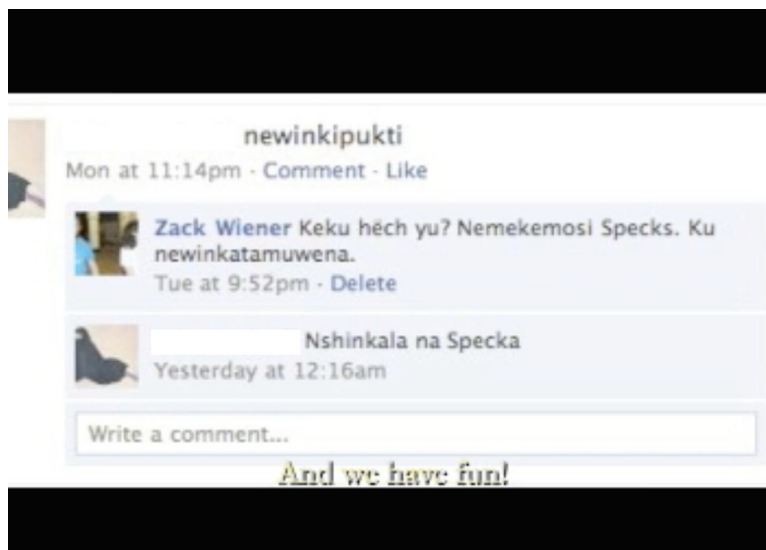 newinkipukti
Mon at 11:14pm · Comment · Like
Zack Wiener Keku hëch yu? Nemekemosi Specks. Ku
newinkatamuwena.
Tue at 9:52pm · Delete
Nshinkala na Specka
Yesterday at 12:16am
Write a comment...
And we have fun!